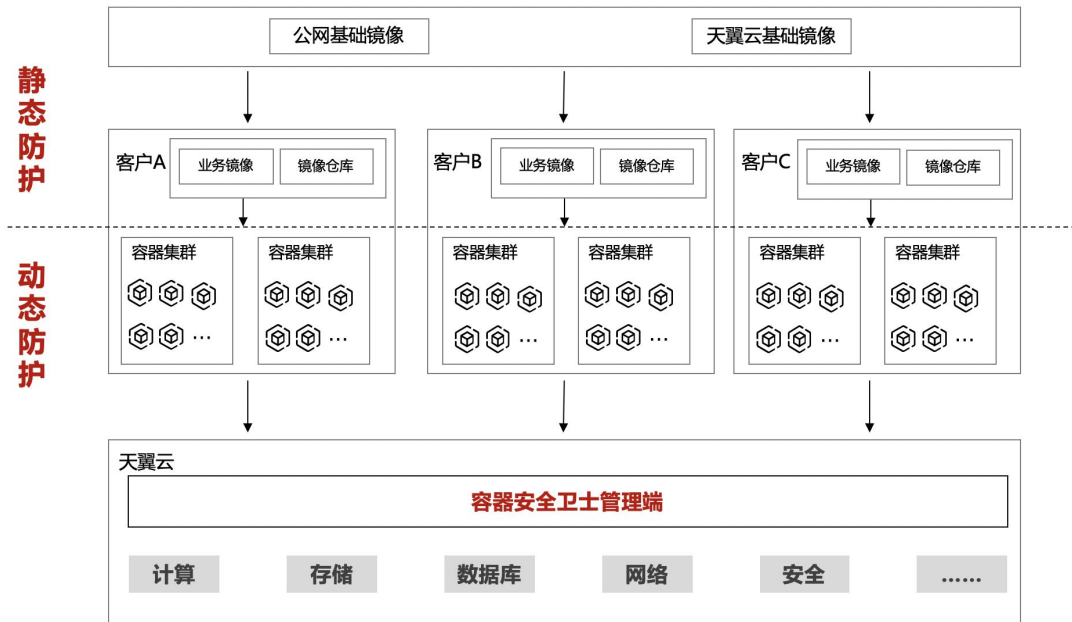 公网基础镜像
天翼云基础镜像
静态防护
客户A
业务镜像
镜像仓库
客户B
业务镜像
镜像仓库
客户C
业务镜像
镜像仓库
动态防护
容器集群
...
容器集群
...
容器集群
...
容器集群
...
容器集群
...
容器集群
...
天翼云
容器安全卫士管理端
计算
存储
数据库
网络
安全
......